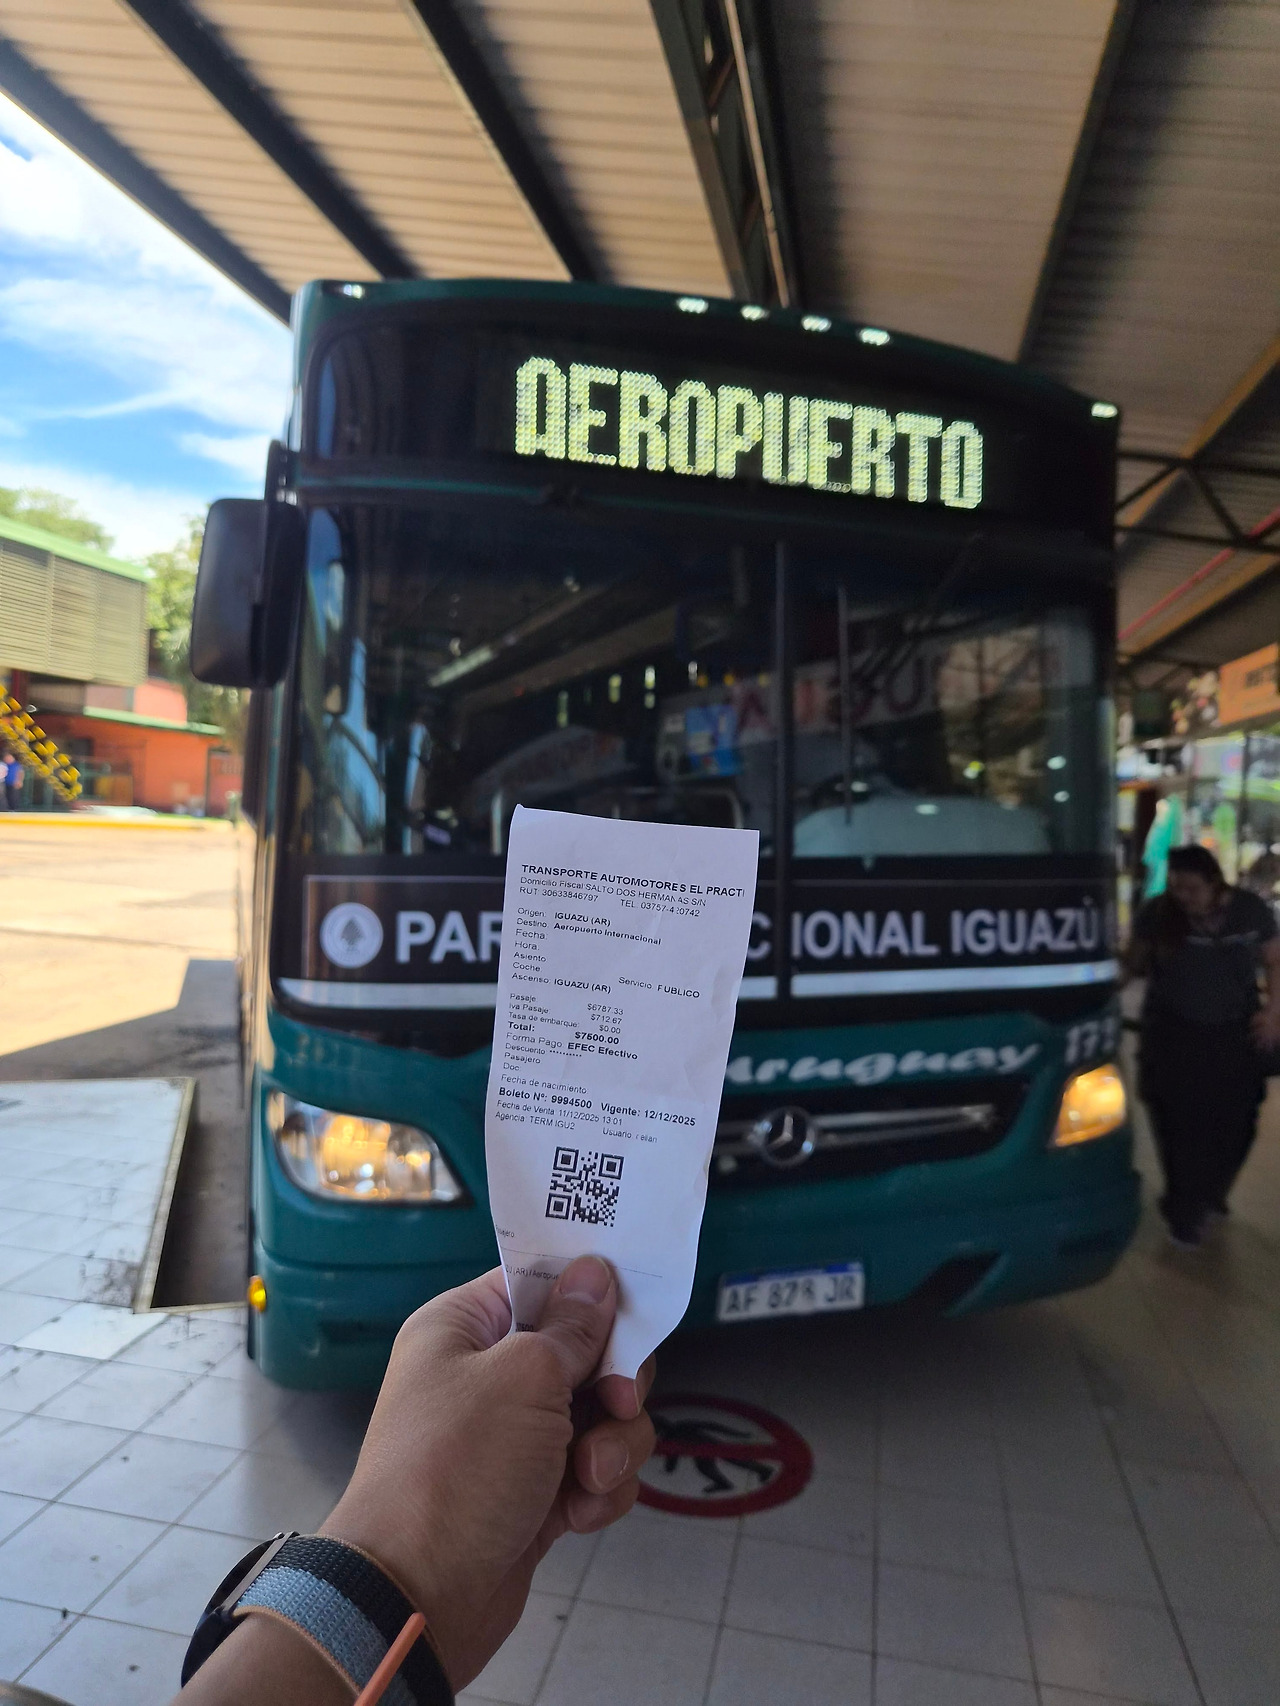 AEROPUERTO
TRANSPORTE AUTOMOTORES EL PRACTI
Domicilio Fiscal SALTO DOS HERMANAS S/N
RUT: 30633846797 TEL: 03757-420742
Origen: IGUAZU (AR)
Destino: Aeropuerto Internacional
Fecha:
Hora:
Asiento
Coche: Servicio: PUBLICO
Ascenso: IGUAZU (AR)
Pasaje: $6787.33
Iva Pasaje: $712.67
Tasa de embarque: $0.00
Total: $7500.00
Forma Pago: EFEC Efectivo
Descuento: **********
Pasajero
Doc:
Fecha de nacimiento
Boleto Nº: 9994500 Vigente: 12/12/2025
Fecha de Venta: 11/12/2025 13:01
Agencia: TERM IGU2 Usuario:
PAR C IONAL IGUAZÚ
Aruguay 17
AF 878 JR